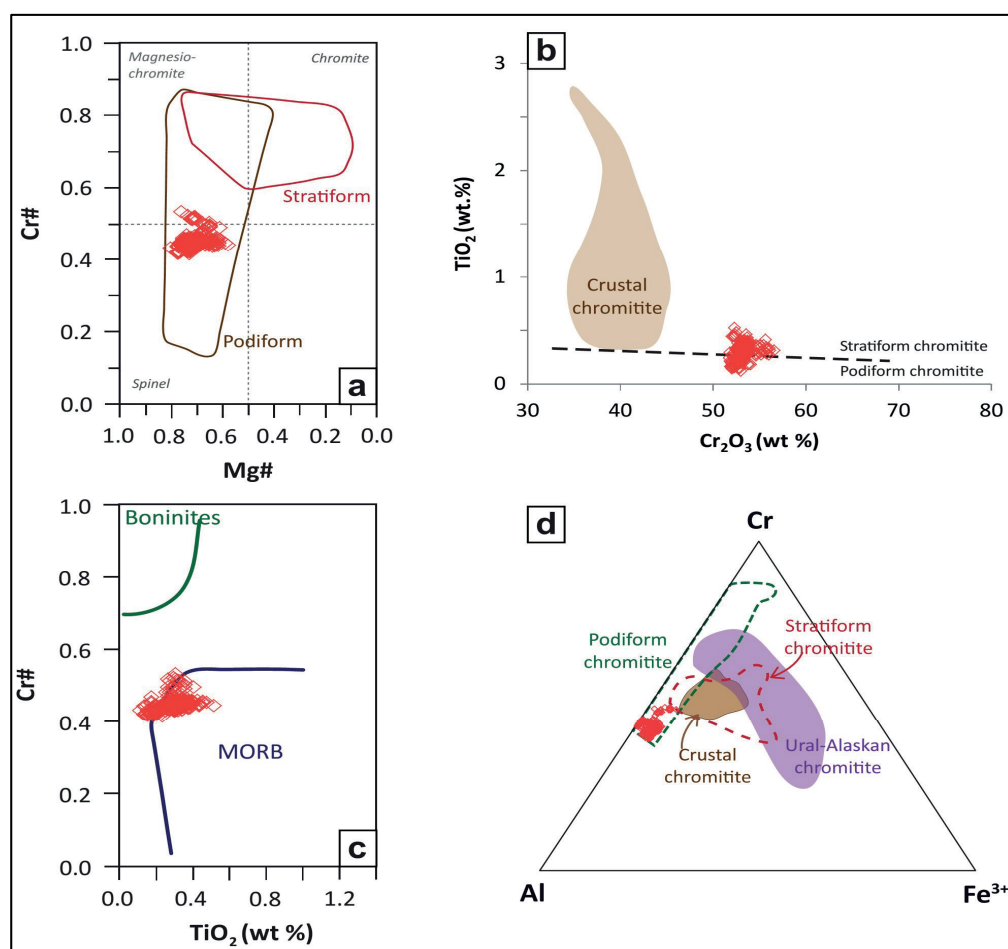 1.0
0.8
0.6
0.4
0.2
0.0
Cr#
Magnesio-
chromite
Chromite
Stratiform
Podiform
Spinel
a
1.0 0.8 0.6 0.4 0.2 0.0
Mg#
b
3
2
1
0
TiO₂ (wt.%)
Crustal
chromitite
Stratiform chromitite
Podiform chromitite
30 40 50 60 70 80
Cr₂O₃ (wt %)
1.0
0.8
0.6
0.4
0.2
0.0
Cr#
Boninites
MORB
c
0.0 0.4 0.8 1.2
TiO₂ (wt %)
d
Cr
Podiform
chromitite
Stratiform
chromitite
Crustal
chromitite
Ural-Alaskan
chromitite
Al
Fe³⁺